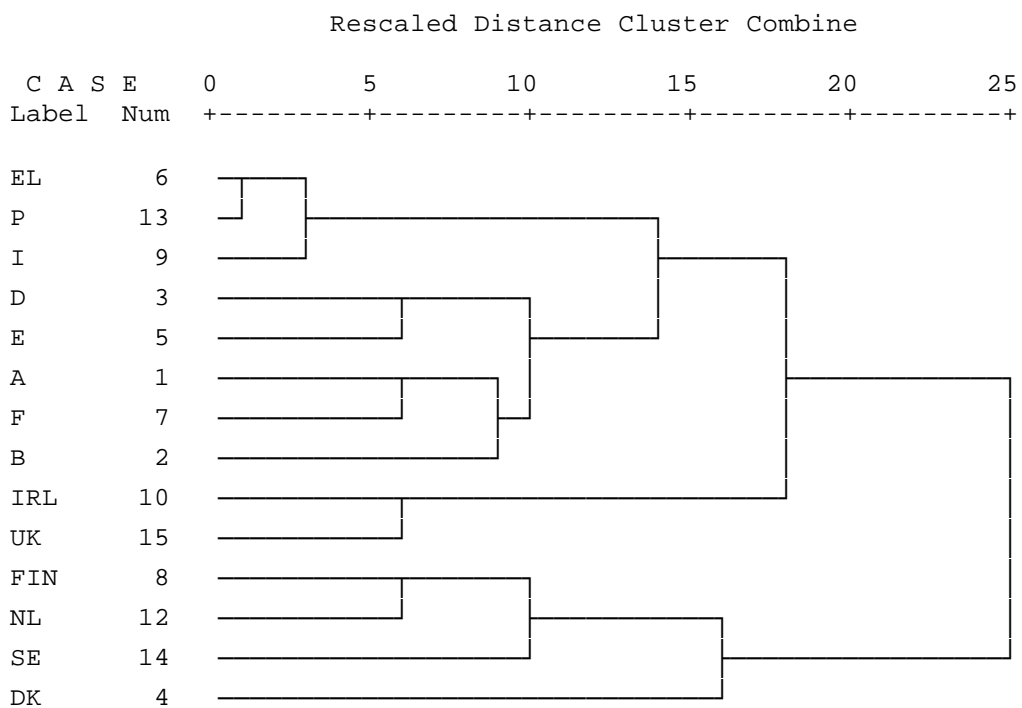 Rescaled Distance Cluster Combine
C A S E 0 5 10 15 20 25
Label Num +---------+---------+---------+---------+---------+
EL 6
P 13
I 9
D 3
E 5
A 1
F 7
B 2
IRL 10
UK 15
FIN 8
NL 12
SE 14
DK 4